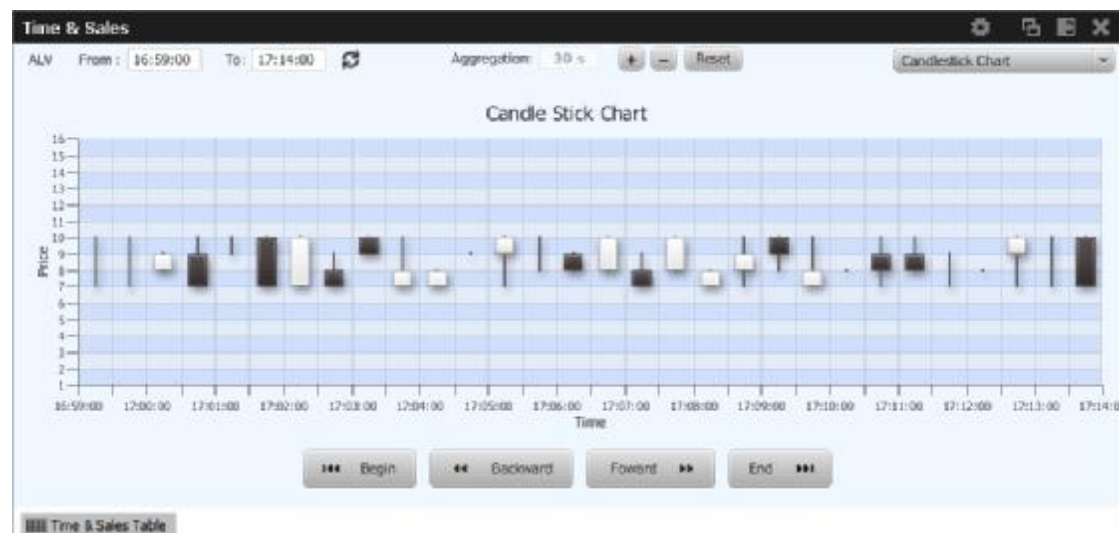 Time & Sales
ALV From : 16:59:00 To: 17:14:00 Aggregation: 30 s + - Reset Candlestick Chart
Candle Stick Chart
16
15
14
13
12
11
10
9
8
7
6
5
4
3
2
1
Price
16:59:00 17:00:00 17:01:00 17:02:00 17:03:00 17:04:00 17:05:00 17:06:00 17:07:00 17:08:00 17:09:00 17:10:00 17:11:00 17:12:00 17:13:00 17:14:0
Time
Begin Backward Foward End
Time & Sales Table